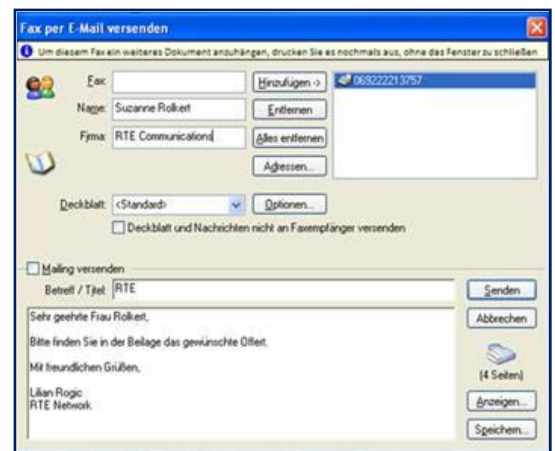 Fax per E-Mail versenden
Um diesem Fax ein weiteres Dokument anzuhängen, drucken Sie es nochmals aus, ohne das Fenster zu schließen
Fax: Hinzufügen -> 069222213757
Name: Suzanne Rolkert Entfernen
Firma: RTE Communications Alles entfernen
Adressen...
Deckblatt: <Standard> Optionen...
Deckblatt und Nachrichten nicht an Faxempfänger versenden
Mailing versenden
Betreff / Titel: RTE Senden
Sehr geehrte Frau Rolkert, Abbrechen
Bitte finden Sie in der Beilage das gewünschte Offert.
Mit freundlichen Grüßen, (4 Seiten)
Lilian Rogic Anzeigen...
RTE Network
Speichern...